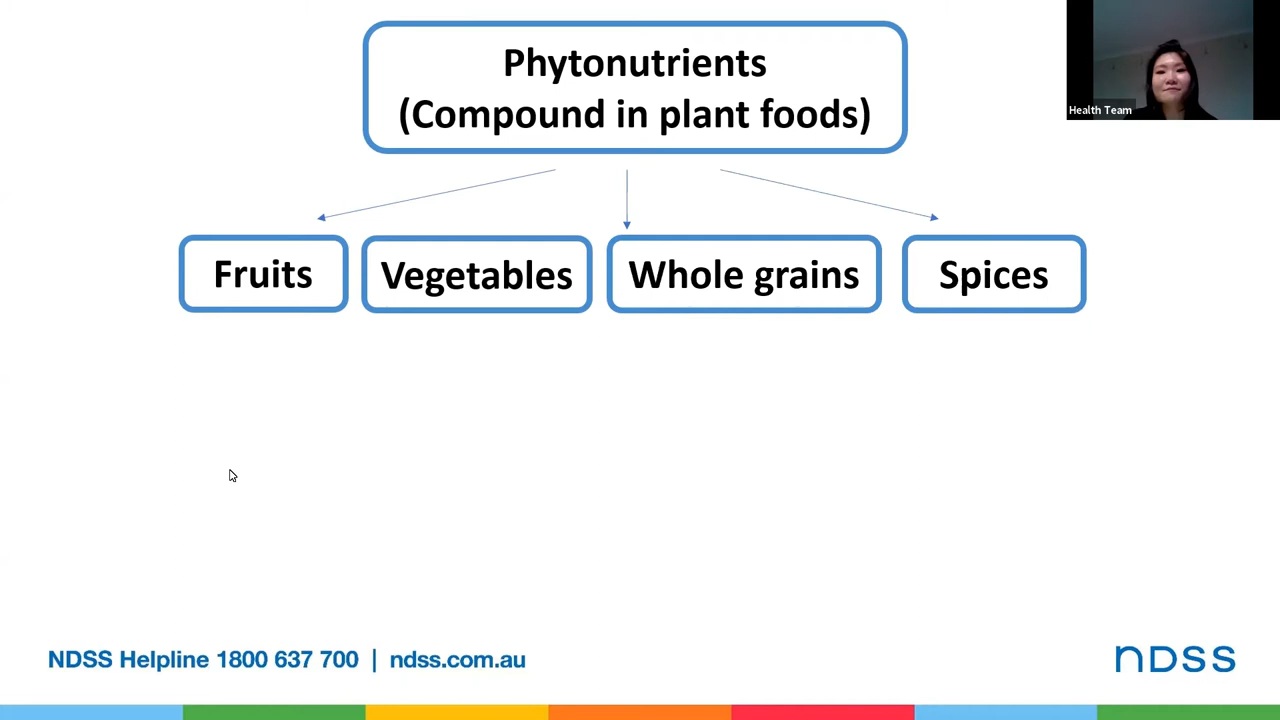 Phytonutrients
(Compound in plant foods)
Health Team
Fruits
Vegetables
Whole grains
Spices
NDSS Helpline 1800 637 700 | ndss.com.au
ndss